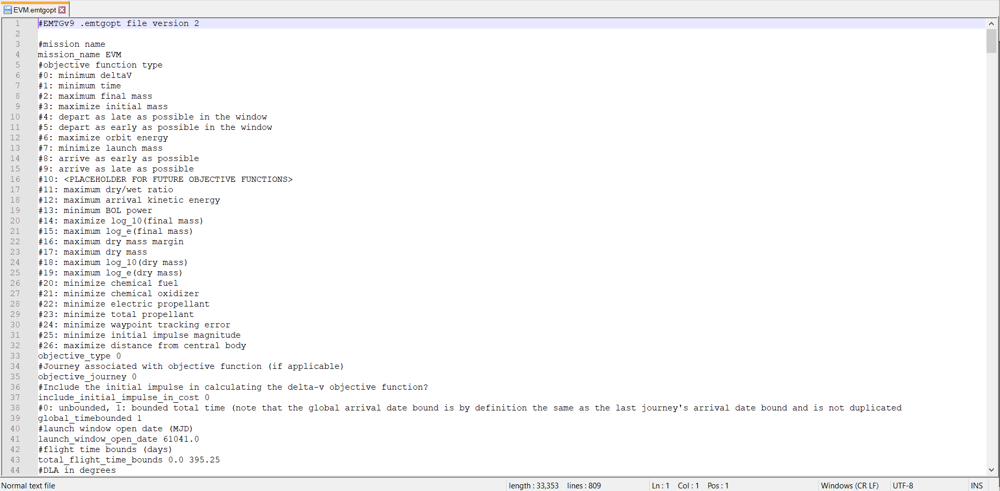 EVM.emtgopt
1 #EMTGv9 .emtgopt file version 2
2
3 #mission name
4 mission_name EVM
5 #objective function type
6 #0: minimum deltaV
7 #1: minimum time
8 #2: maximum final mass
9 #3: maximize initial mass
10 #4: depart as late as possible in the window
11 #5: depart as early as possible in the window
12 #6: maximize orbit energy
13 #7: minimize launch mass
14 #8: arrive as early as possible
15 #9: arrive as late as possible
16 #10: <PLACEHOLDER FOR FUTURE OBJECTIVE FUNCTIONS>
17 #11: maximum dry/wet ratio
18 #12: maximum arrival kinetic energy
19 #13: minimum BOL power
20 #14: maximize log_10(final mass)
21 #15: maximum log_e(final mass)
22 #16: maximum dry mass margin
23 #17: maximum dry mass
24 #18: maximum log_10(dry mass)
25 #19: maximum log_e(dry mass)
26 #20: minimize chemical fuel
27 #21: minimize chemical oxidizer
28 #22: minimize electric propellant
29 #23: minimize total propellant
30 #24: minimize waypoint tracking error
31 #25: minimize initial impulse magnitude
32 #26: maximize distance from central body
33 objective_type 0
34 #Journey associated with objective function (if applicable)
35 objective_journey 0
36 #Include the initial impulse in calculating the delta-v objective function?
37 include_initial_impulse_in_cost 0
38 #0: unbounded, 1: bounded total time (note that the global arrival date bound is by definition the same as the last journey's arrival date bound and is not duplicated
39 global_timebounded 1
40 #launch window open date (MJD)
41 launch_window_open_date 61041.0
42 #flight time bounds (days)
43 total_flight_time_bounds 0.0 395.25
44 #DLA in degrees
Normal text file length : 33,353 lines : 809 Ln : 1 Col : 1 Pos : 1 Windows (CR LF) UTF-8 INS